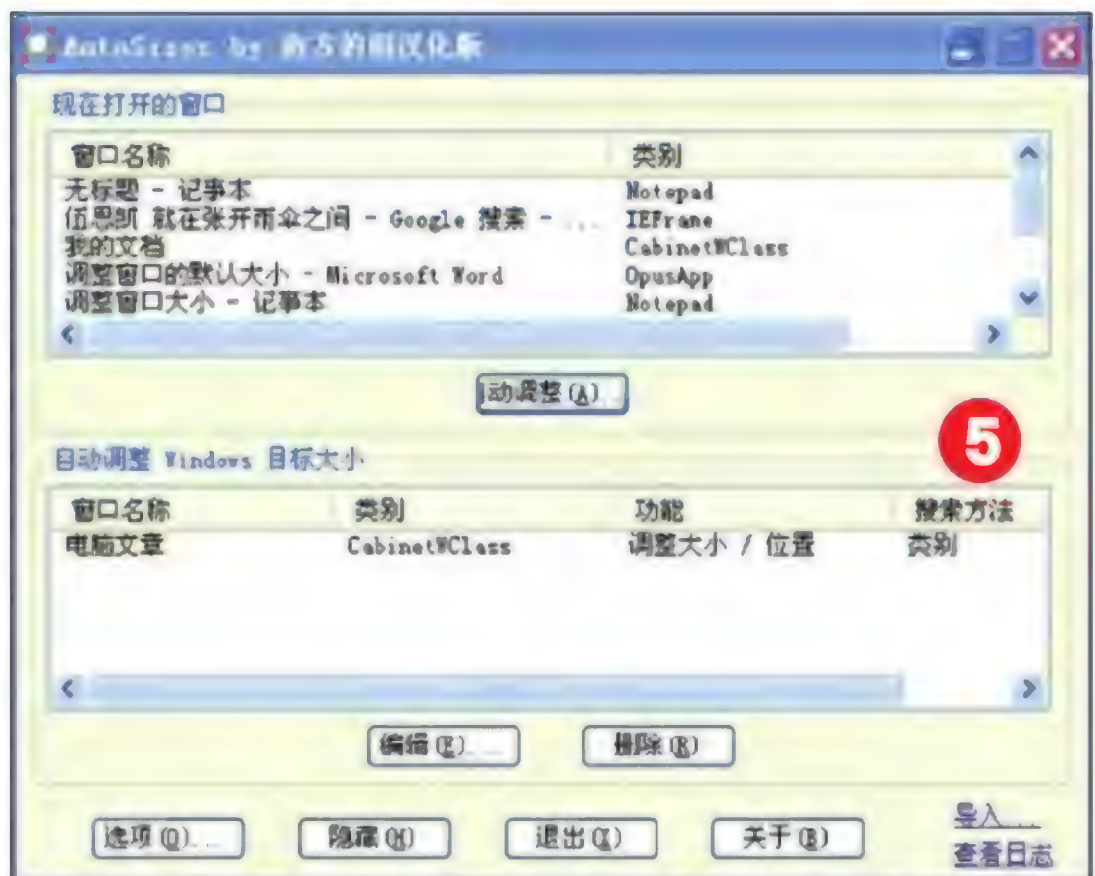 AutoSizer by 南方的烟汉化版
现在打开的窗口
窗口名称 类别
无标题 - 记事本 Notepad
伍思凯 就在张开雨伞之间 - Google 搜索 - ... IEFrame
我的文档 CabinetWClass
调整窗口的默认大小 - Microsoft Word OpusApp
调整窗口大小 - 记事本 Notepad
动调整(A)
5
自动调整 Windows 目标大小
窗口名称 类别 功能 搜索方法
电脑文章 CabinetWClass 调整大小 / 位置 类别
编辑(E)... 删除(R)
选项(O)... 隐藏(H) 退出(X) 关于(B) 导入...
查看日志